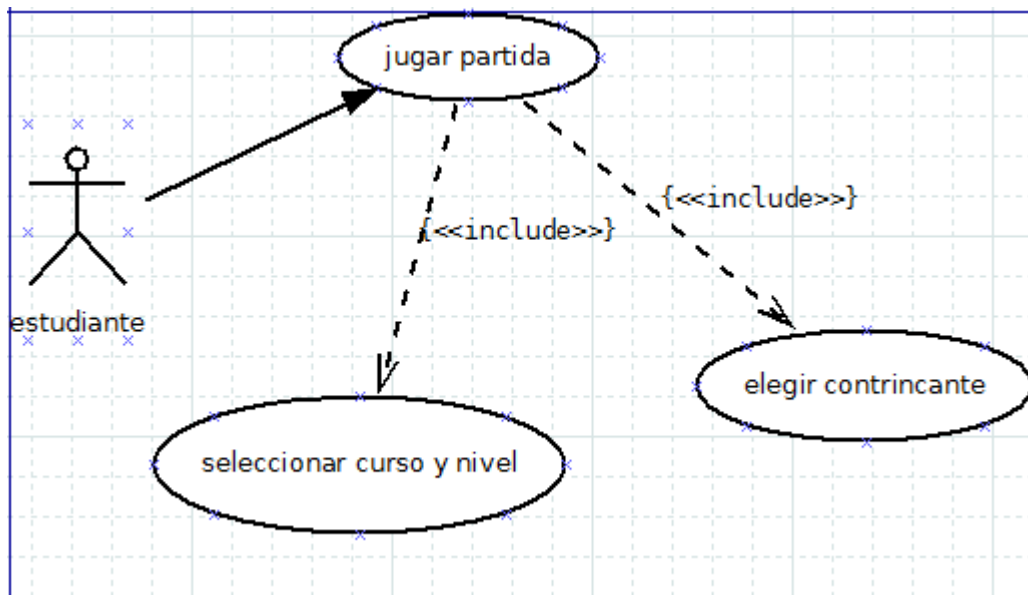 jugar partida
{<<include>>}
{<<include>>}
estudiante
elegir contrincante
seleccionar curso y nivel